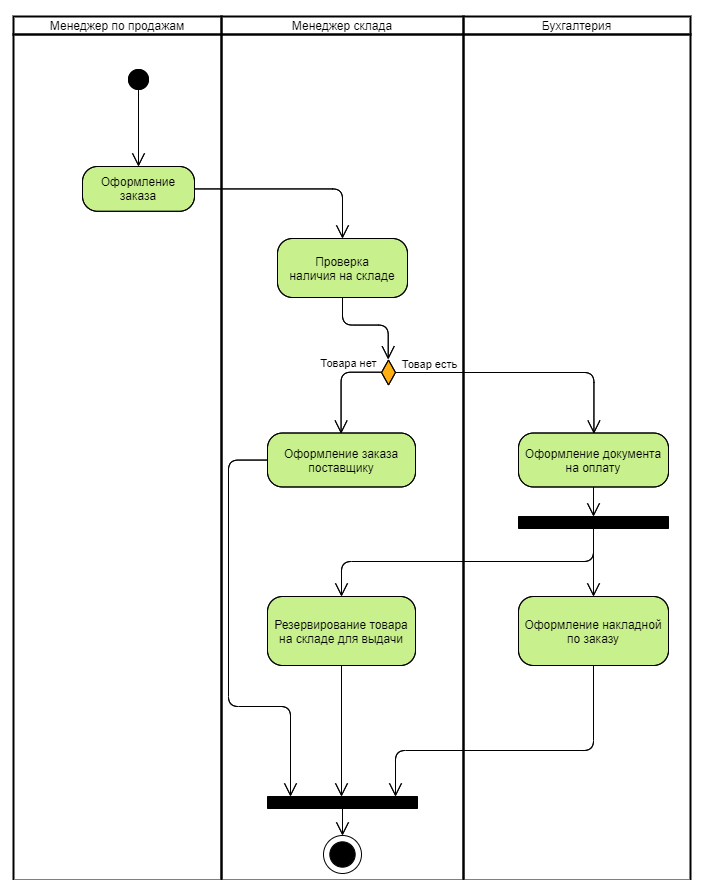 Менеджер по продажам
Менеджер склада
Бухгалтерия
Оформление
заказа
Проверка
наличия на складе
Товара нет
Товар есть
Оформление заказа
поставщику
Оформление документа
на оплату
Резервирование товара
на складе для выдачи
Оформление накладной
по заказу